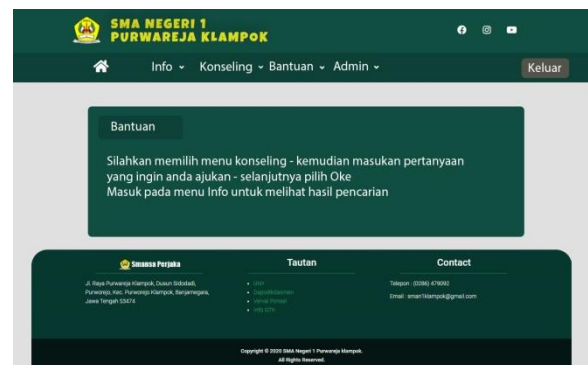 SMA NEGERI 1
PURWAREJA KLAMPOK
Info
Konseling
Bantuan
Admin
Keluar
Bantuan
Silahkan memilih menu konseling - kemudian masukan pertanyaan
yang ingin anda ajukan - selanjutnya pilih Oke
Masuk pada menu Info untuk melihat hasil pencarian
Smansa Perjaka
Jl. Raya Purwareja Klampok, Dusun Sidodadi,
Purworejo, Kec. Purworejo Klampok, Banjarnegara,
Jawa Tengah 53474
Tautan
Contact
Telepon : (0286) 479092
Email : sman1klampok@gmail.com
Copyright © 2020 SMA Negeri 1 Purwareja Klampok.
All Rights Reserved.